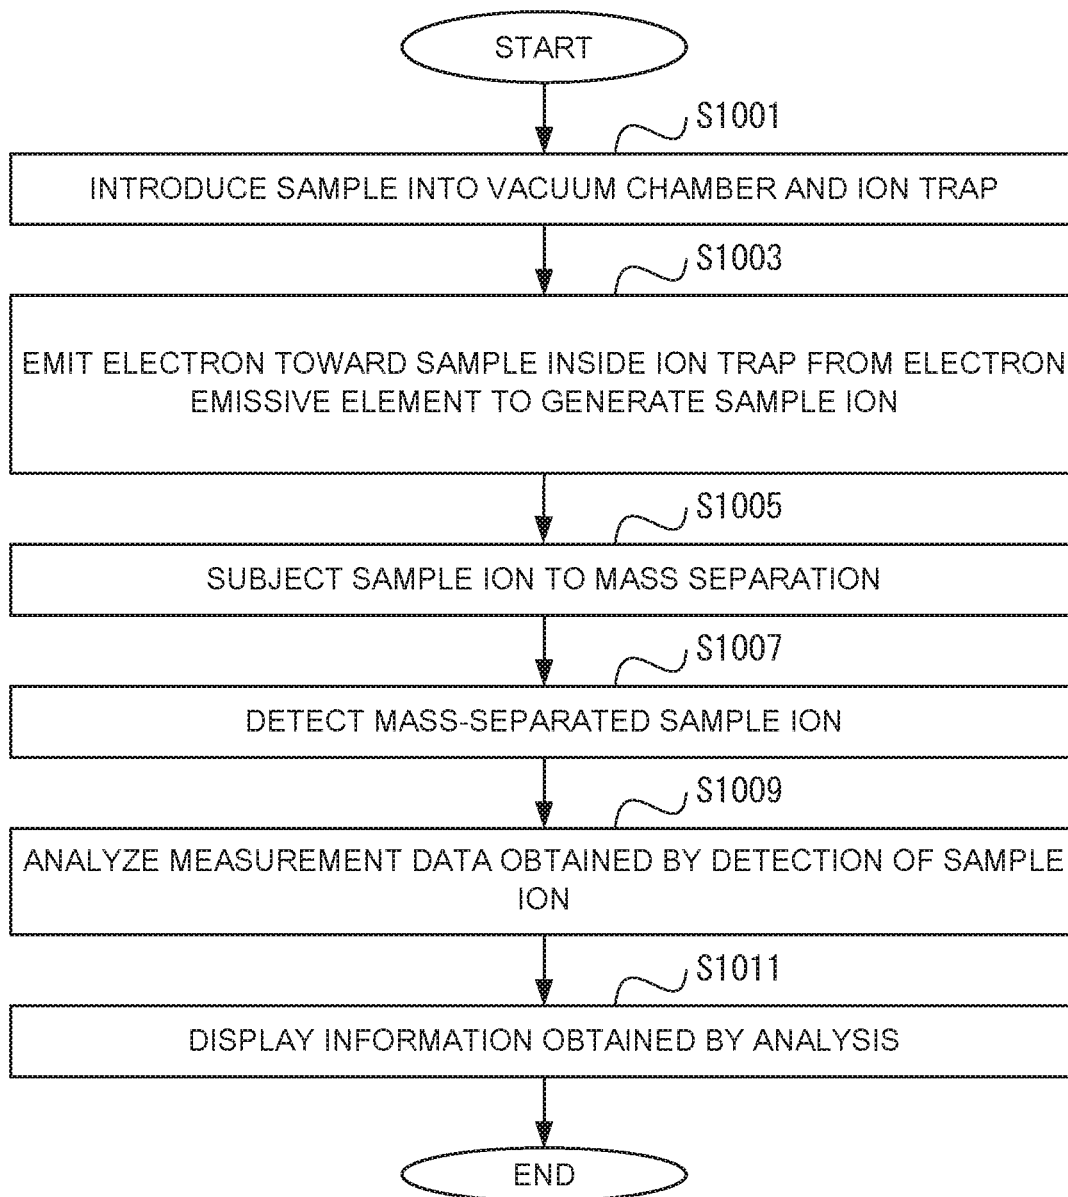 START
S1001
INTRODUCE SAMPLE INTO VACUUM CHAMBER AND ION TRAP
S1003
EMIT ELECTRON TOWARD SAMPLE INSIDE ION TRAP FROM ELECTRON
EMISSIVE ELEMENT TO GENERATE SAMPLE ION
S1005
SUBJECT SAMPLE ION TO MASS SEPARATION
S1007
DETECT MASS-SEPARATED SAMPLE ION
S1009
ANALYZE MEASUREMENT DATA OBTAINED BY DETECTION OF SAMPLE
ION
S1011
DISPLAY INFORMATION OBTAINED BY ANALYSIS
END